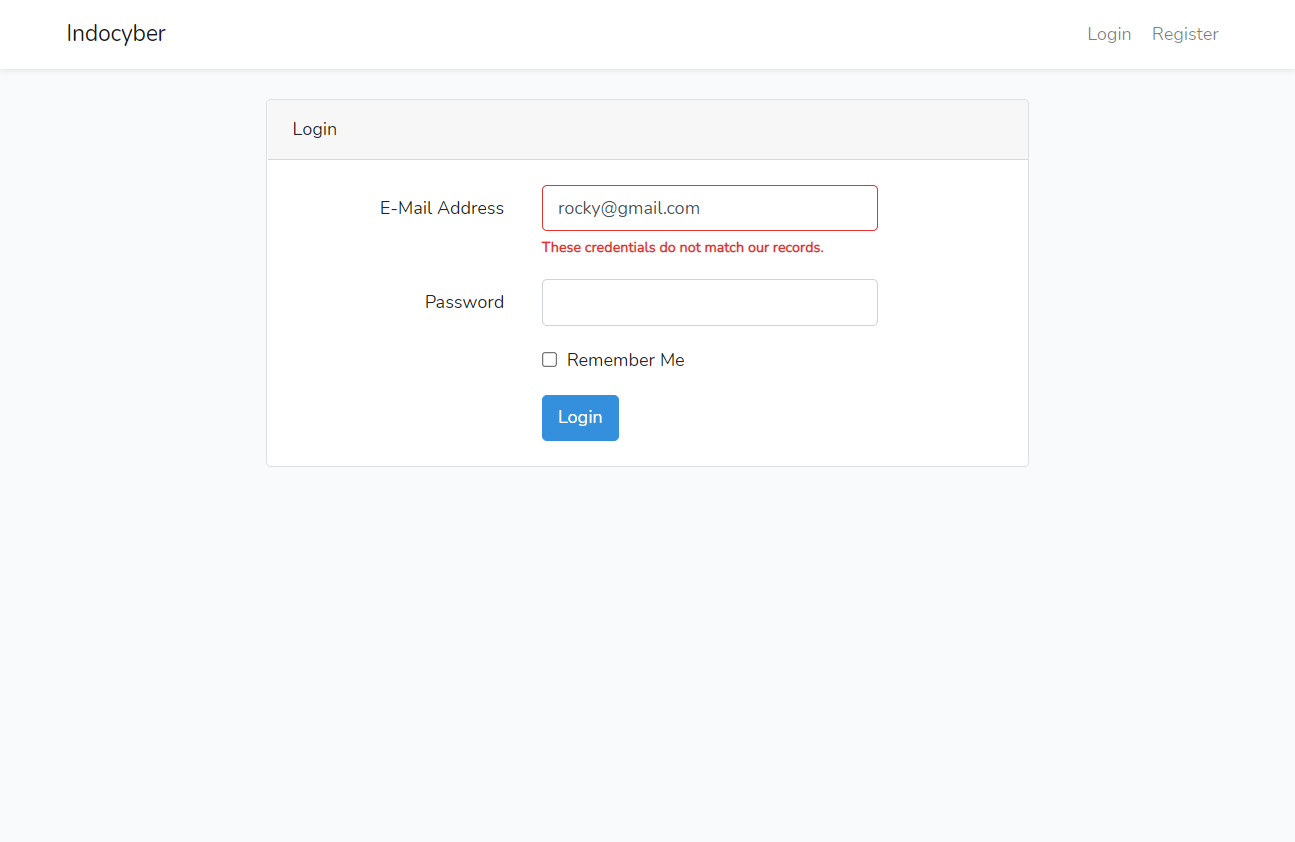 Indocyber
Login Register
Login
E-Mail Address
rocky@gmail.com
These credentials do not match our records.
Password
Remember Me
Login